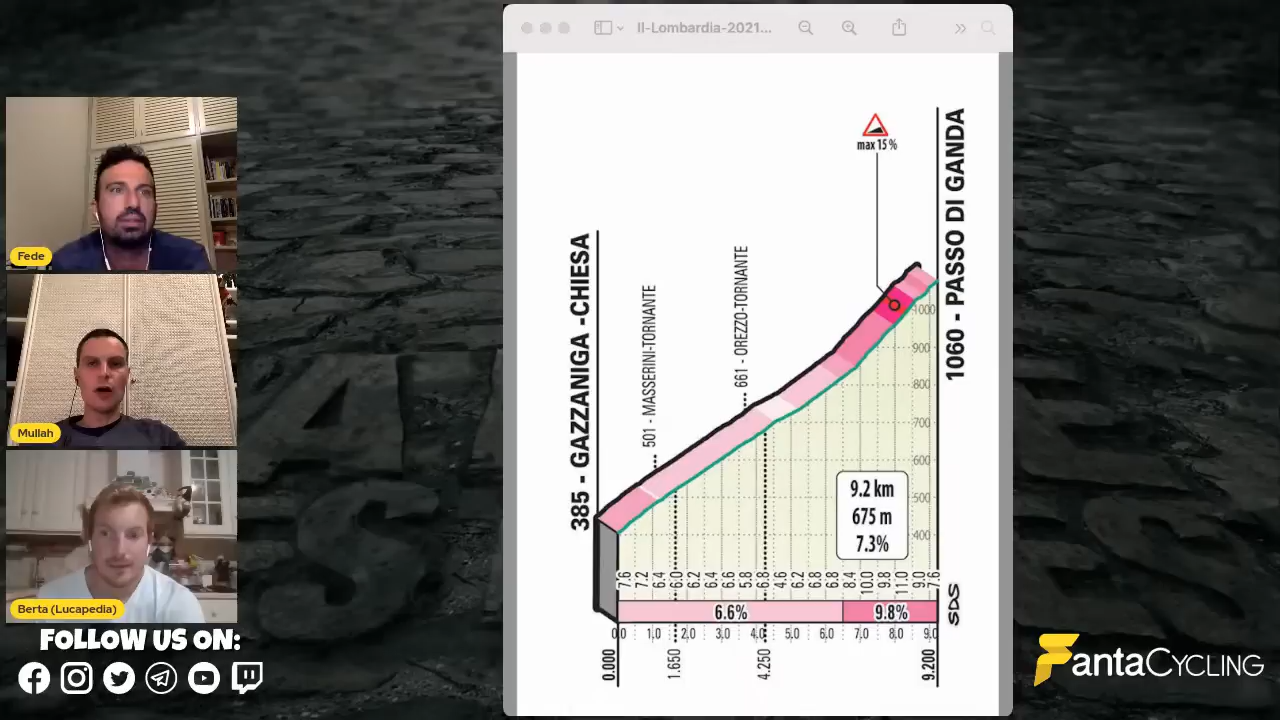 Il-Lombardia-2021...
Fede
Mullah
Berta (Lucapedia)
FOLLOW US ON:
max 15%
1060 - PASSO DI GANDA
385 - GAZZANIGA -CHIESA
501 - MASSERINI-TORNANTE
661 - OREZZO-TORNANTE
1000
900
800
700
600
500
400
9.2 km
675 m
7.3%
7.6 7.2 6.4 6.0 6.2 6.4 6.6 5.8 6.8 4.6 6.2 6.8 6.8 8.4 10.0 9.8 11.0 9.0 7.6
6.6% 9.8%
SDS
0.0 1.0 2.0 3.0 4.0 5.0 6.0 7.0 8.0 9.0
0.000 1.650 4.250 9.200
FantaCYCLING